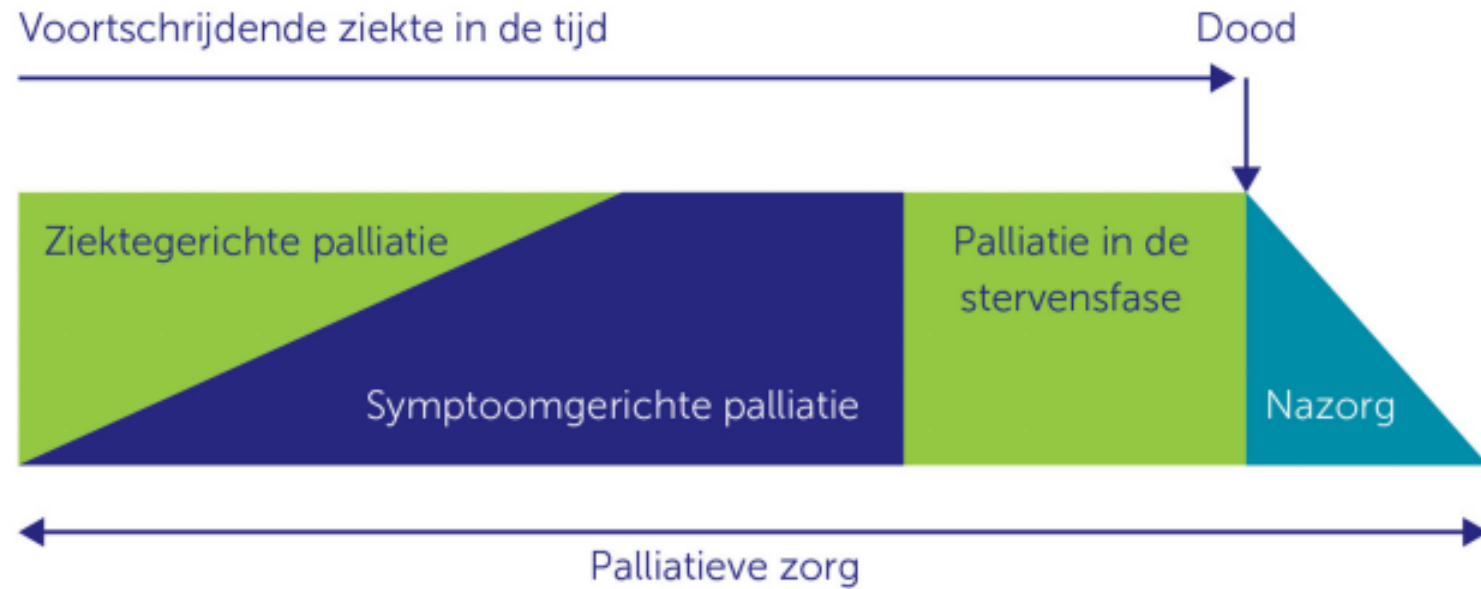 Voortschrijdende ziekte in de tijd
Dood
Ziektegerichte palliatie
Palliatie in de
stervensfase
Symptoomgerichte palliatie
Nazorg
Palliatieve zorg